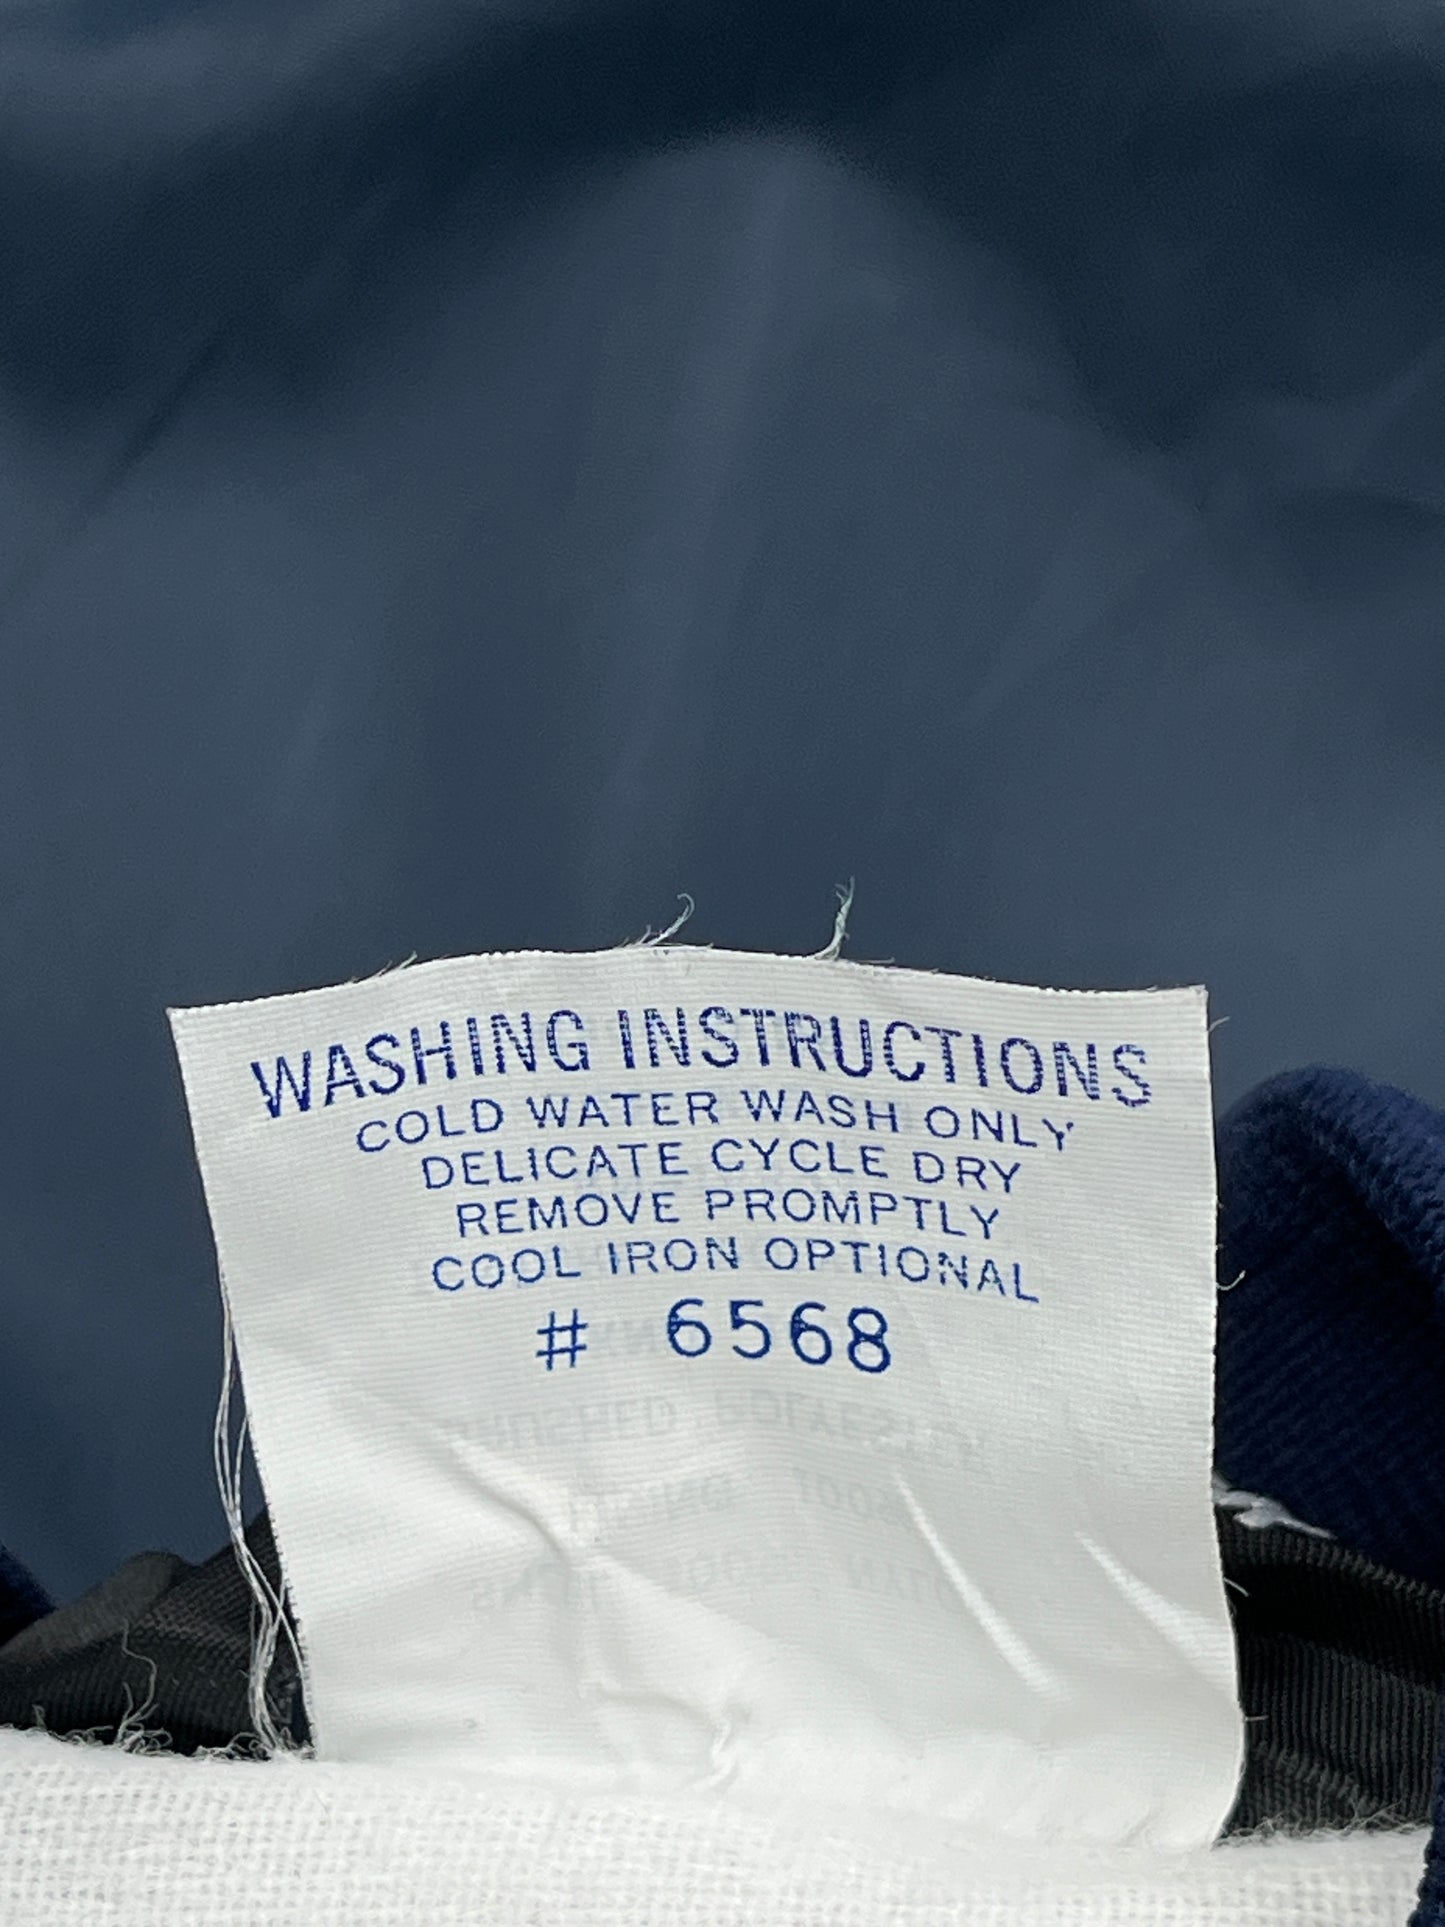 WASHING INSTRUCTIONS
COLD WATER WASH ONLY
DELICATE CYCLE DRY
REMOVE PROMPTLY
COOL IRON OPTIONAL
# 6568